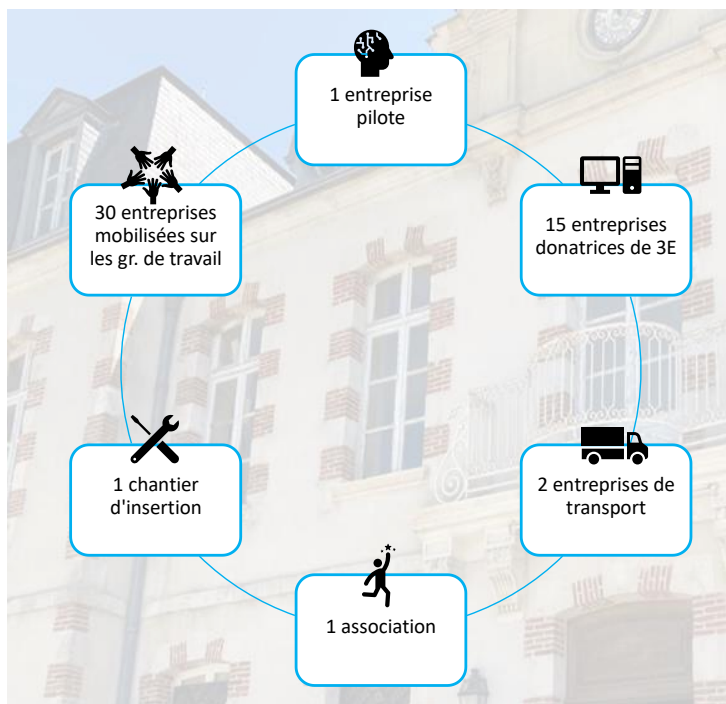 1 entreprise
pilote
15 entreprises
donatrices de 3E
2 entreprises de
transport
1 association
1 chantier
d'insertion
30 entreprises
mobilisées sur
les gr. de travail